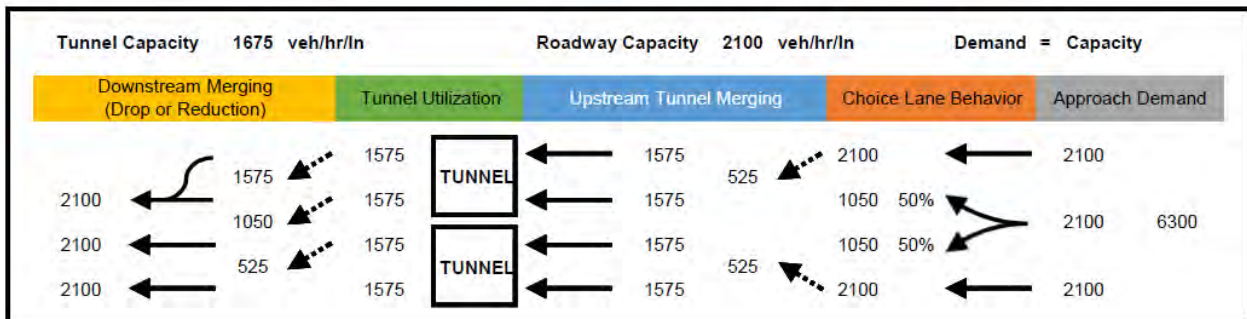 Tunnel Capacity 1675 veh/hr/ln Roadway Capacity 2100 veh/hr/ln Demand = Capacity
Downstream Merging
(Drop or Reduction)
Tunnel Utilization
Upstream Tunnel Merging
Choice Lane Behavior
Approach Demand
1575 1575 2100 2100
1575 TUNNEL 525
2100 1575 1575 1050 50%
1050 2100 6300
2100 1575 1575 1050 50%
525 TUNNEL 525
2100 1575 1575 2100 2100